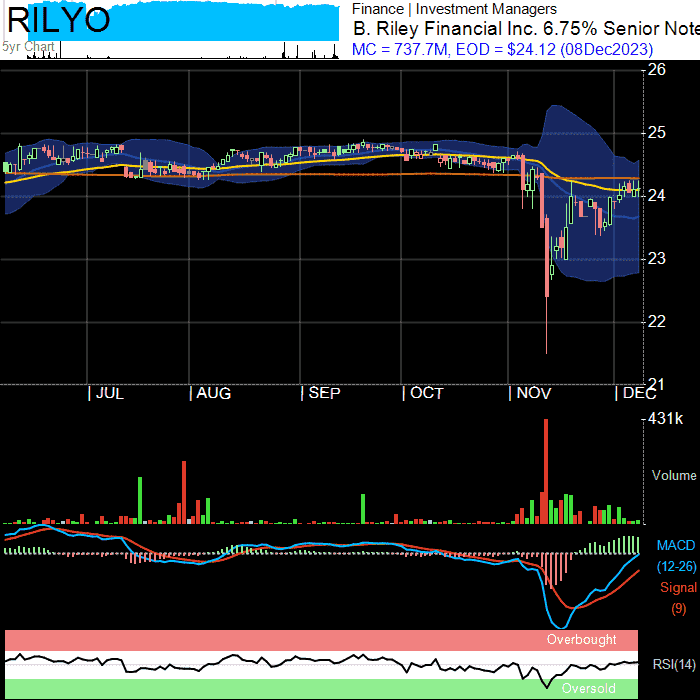 RILYO
5yr Chart
Finance | Investment Managers
B. Riley Financial Inc. 6.75% Senior Note
MC = 737.7M, EOD = $24.12 (08Dec2023)
26
25
24
23
22
21
| JUL | AUG | SEP | OCT | NOV | DEC
431k
Volume
MACD
(12-26)
Signal
(9)
Overbought
RSI(14)
Oversold